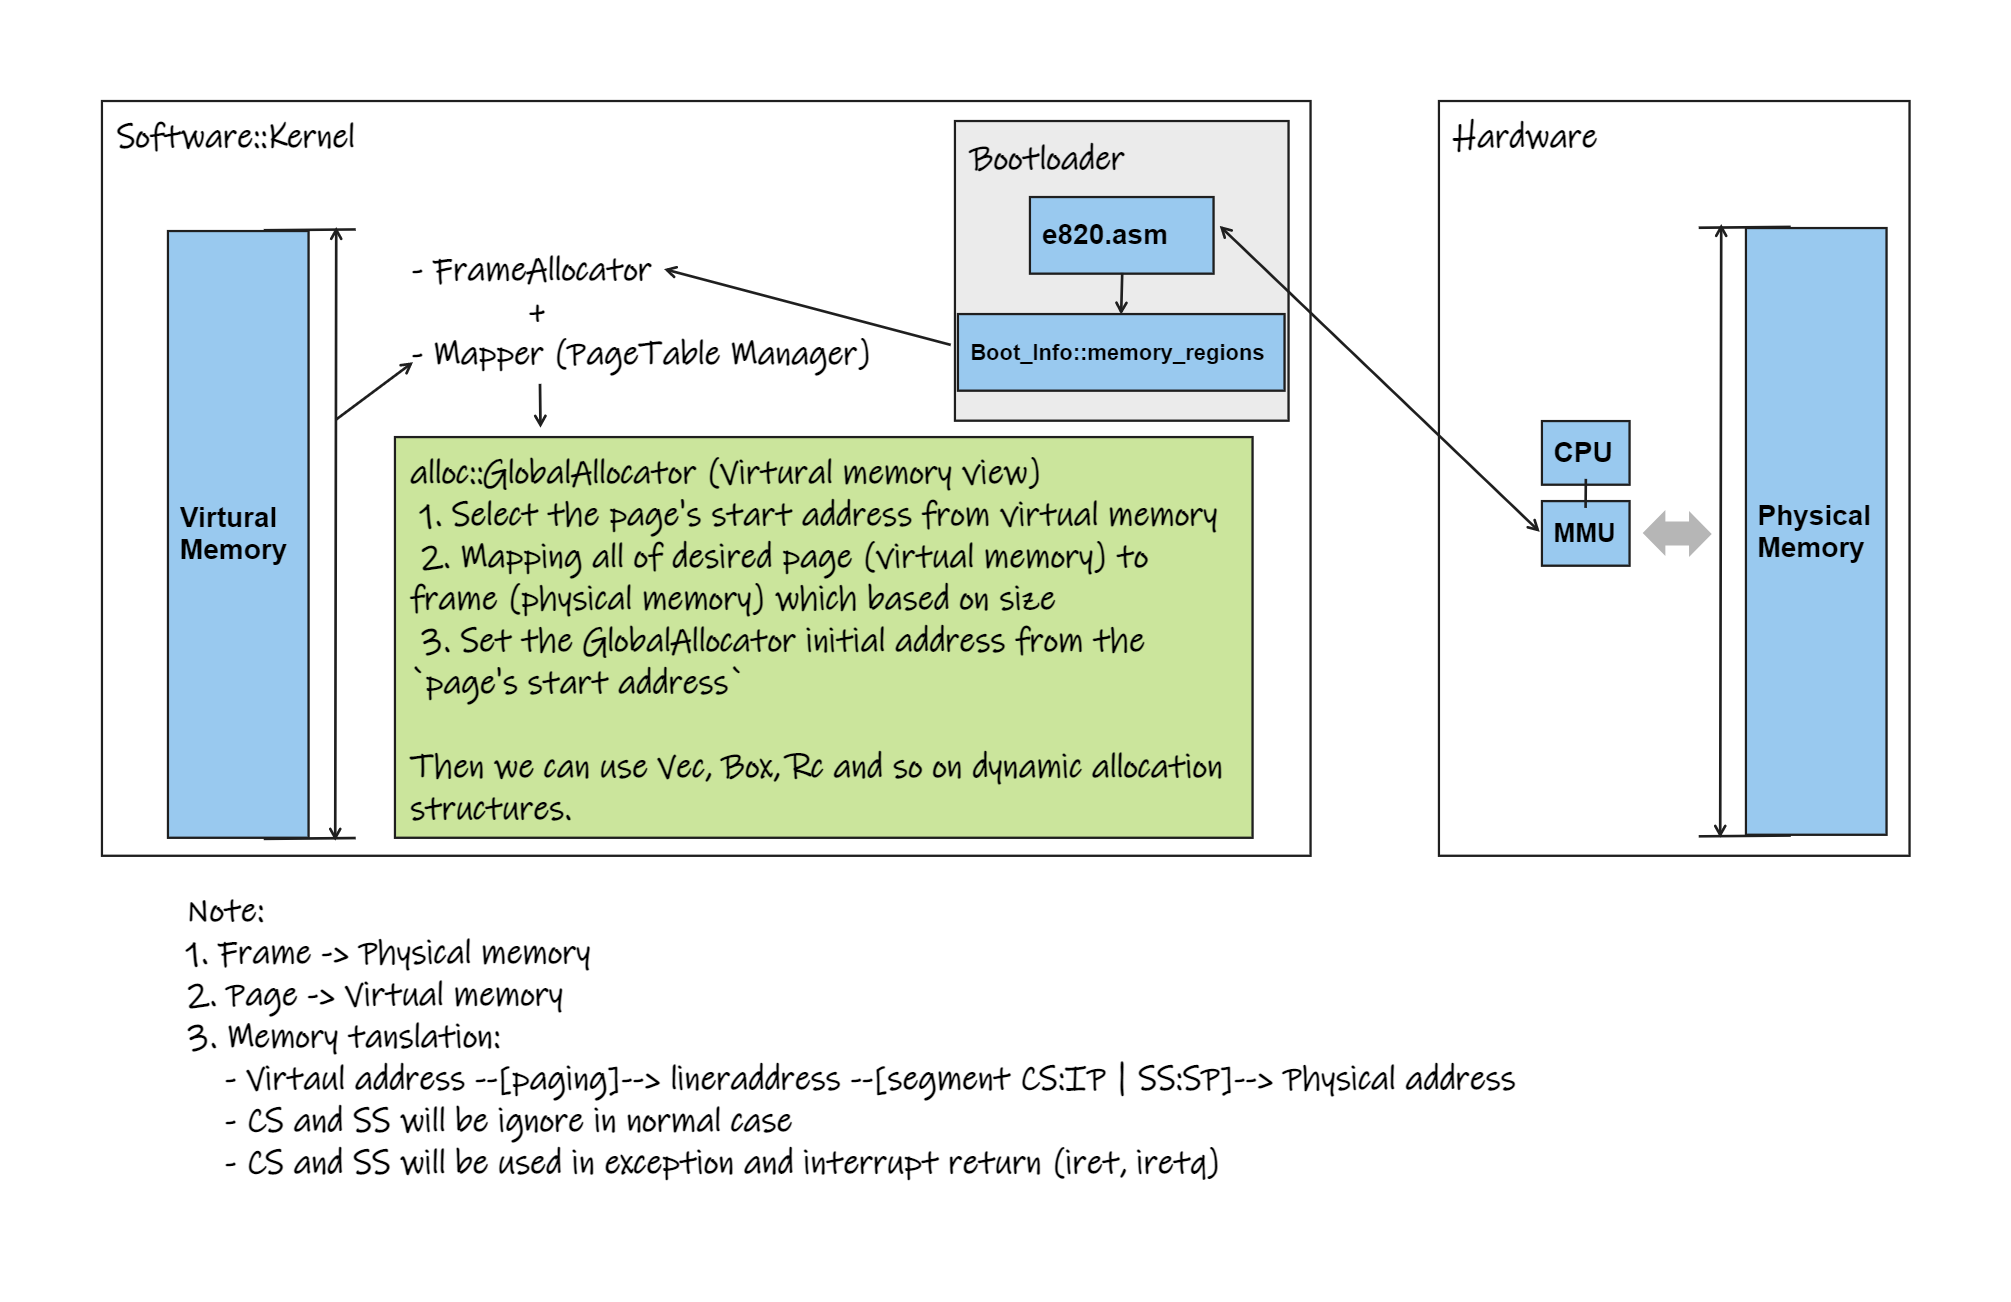 Software::Kernel
Bootloader
e820.asm
Boot_Info::memory_regions
- FrameAllocator
+
- Mapper (PageTable Manager)
Virtural
Memory
alloc::GlobalAllocator (Virtural memory view)
1. Select the page's start address from virtual memory
2. Mapping all of desired page (virtual memory) to
frame (physical memory) which based on size
3. Set the GlobalAllocator initial address from the
`page's start address`
Then we can use Vec, Box, Rc and so on dynamic allocation
structures.
Hardware
CPU
MMU
Physical
Memory
Note:
1. Frame -> Physical memory
2. Page -> Virtual memory
3. Memory tanslation:
- Virtaul address --[paging]--> lineraddress --[segment CS:IP | SS:SP]--> Physical address
- CS and SS will be ignore in normal case
- CS and SS will be used in exception and interrupt return (iret, iretq)